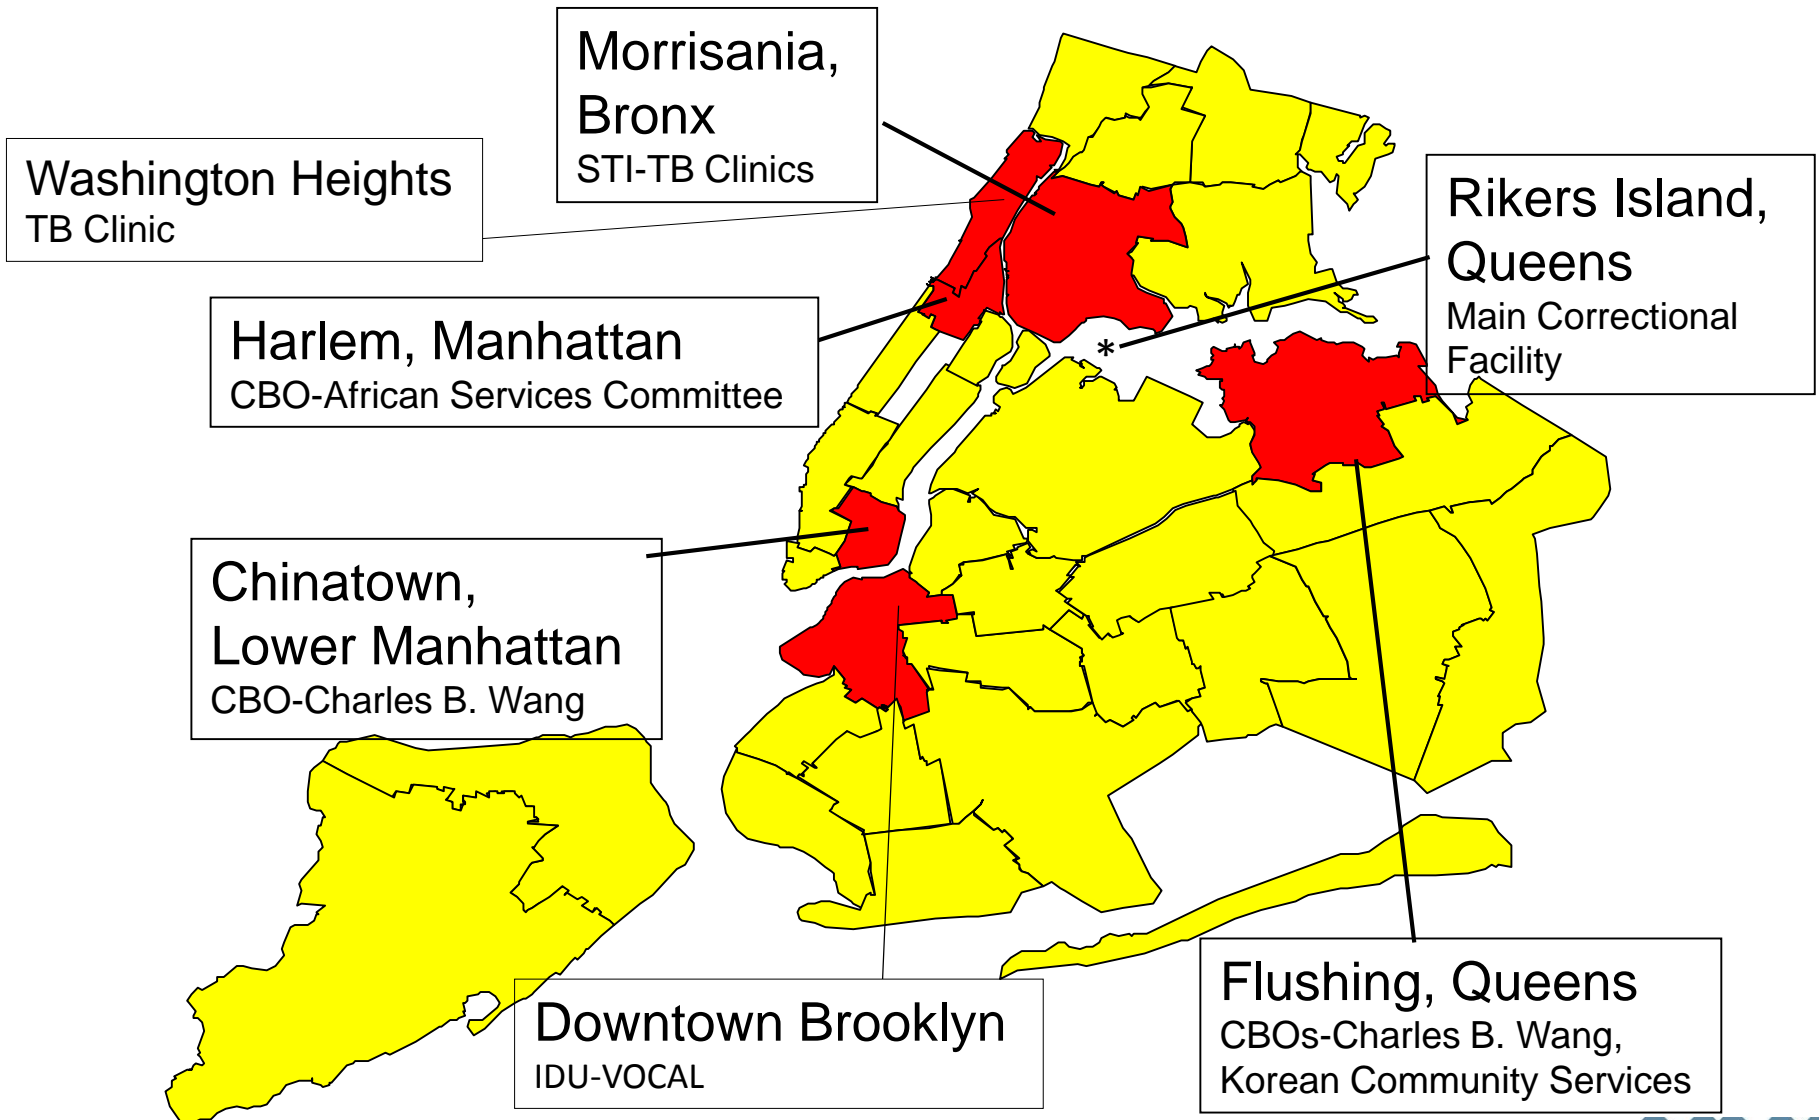 Morrisania,
Bronx
STI-TB Clinics
Washington Heights
TB Clinic
Rikers Island,
Queens
Main Correctional
Facility
Harlem, Manhattan
CBO-African Services Committee
*
Chinatown,
Lower Manhattan
CBO-Charles B. Wang
Downtown Brooklyn
IDU-VOCAL
Flushing, Queens
CBOs-Charles B. Wang,
Korean Community Services